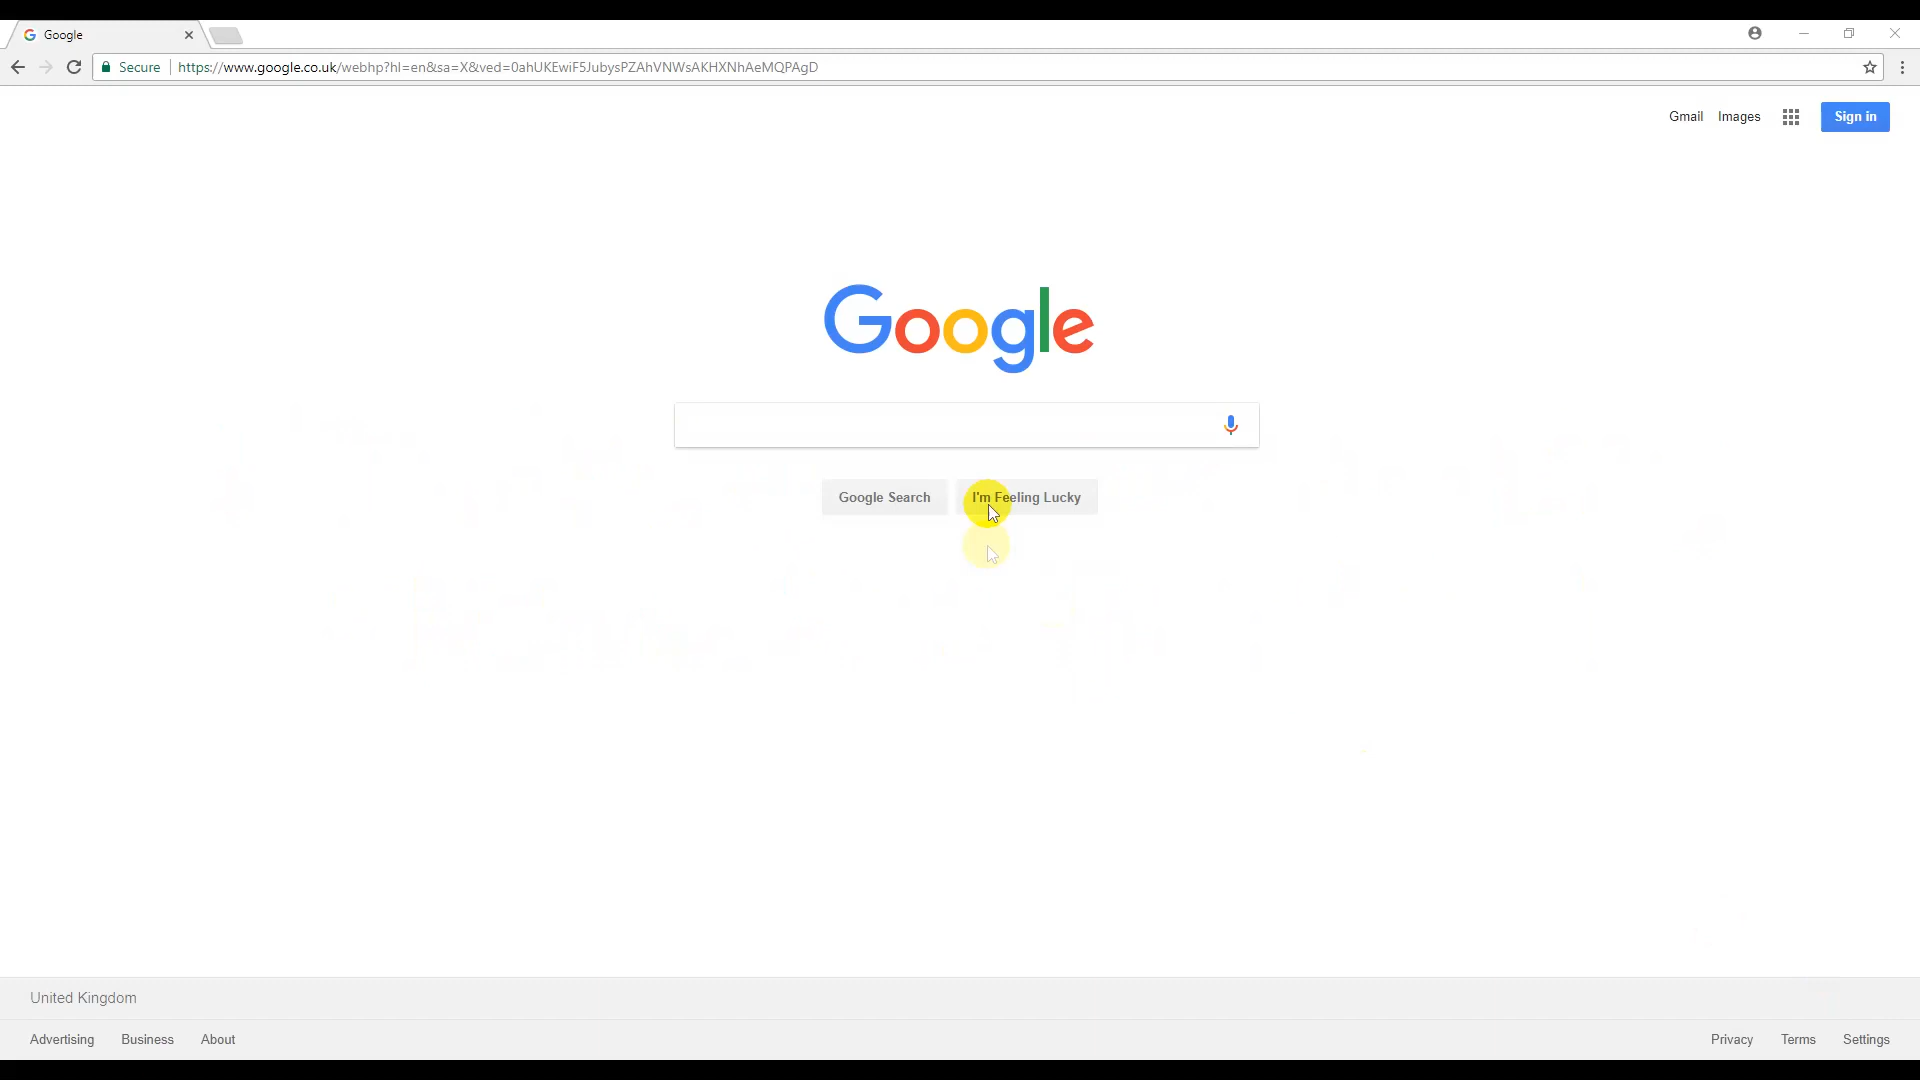 Google
Secure https://www.google.co.uk/webhp?hl=en&sa=X&ved=0ahUKEwiF5JubysPZAhVNWsAKHXNhAeMQPAgD
Gmail Images Sign in
Google
Google Search I'm Feeling Lucky
United Kingdom
Advertising Business About Privacy Terms Settings